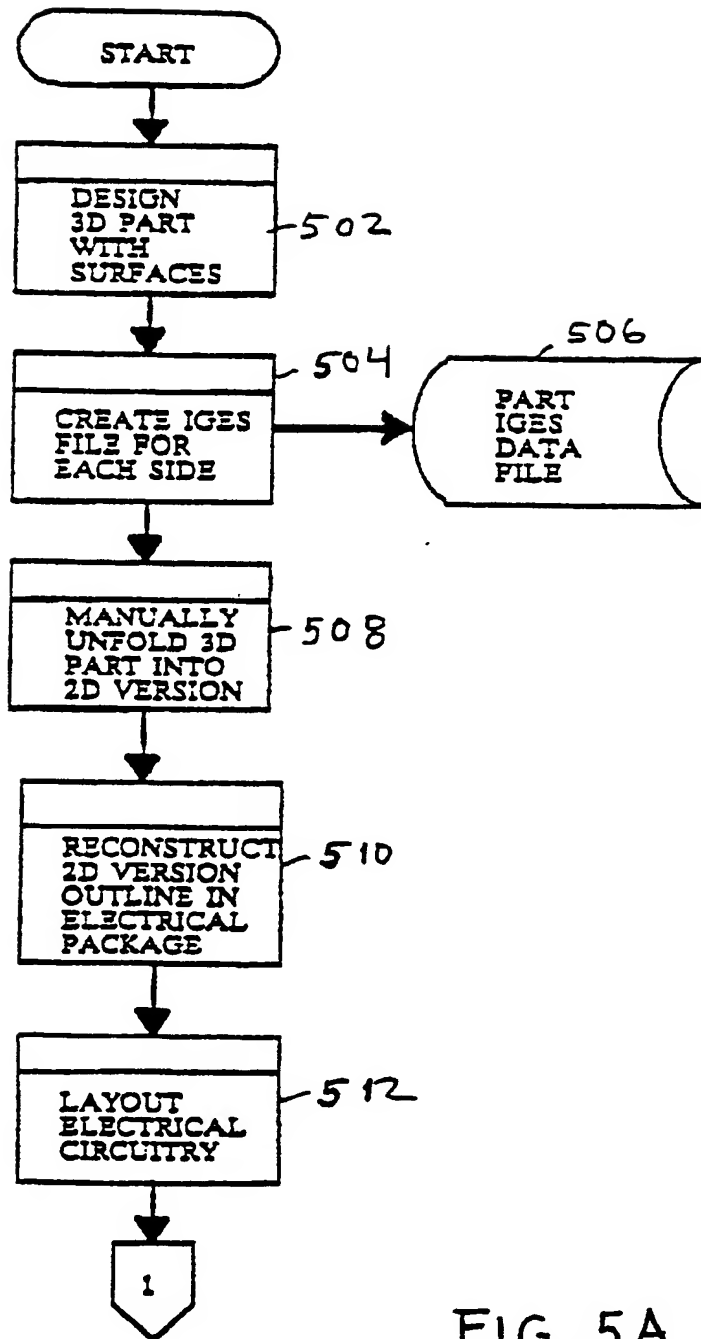 START
DESIGN
3D PART
WITH
SURFACES
502
504
CREATE IGES
FILE FOR
EACH SIDE
506
PART
IGES
DATA
FILE
MANUALLY
UNFOLD 3D
PART INTO
2D VERSION
508
RECONSTRUCT
2D VERSION
OUTLINE IN
ELECTRICAL
PACKAGE
510
LAYOUT
ELECTRICAL
CIRCUITRY
512
1
FIG. 5A